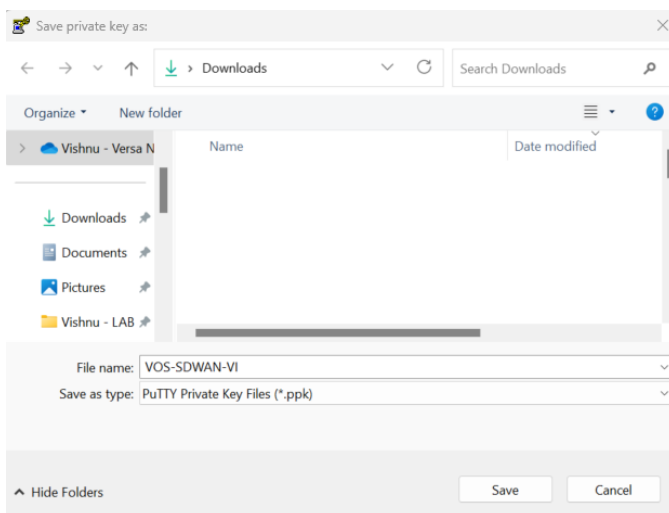 Save private key as:
Downloads
Search Downloads
Organize
New folder
Vishnu - Versa N
Name
Date modified
Downloads
Documents
Pictures
Vishnu - LAB
File name: VOS-SDWAN-VI
Save as type: PuTTY Private Key Files (*.ppk)
Hide Folders
Save
Cancel